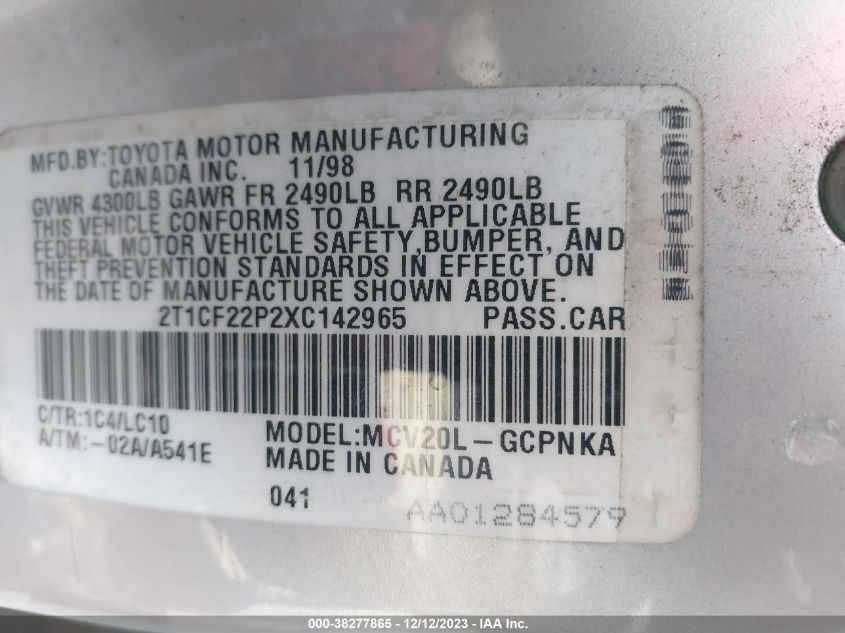 MFD.BY:TOYOTA MOTOR MANUFACTURING
CANADA INC. 11/98
GVWR 4300LB GAWR FR 2490LB RR 2490LB
THIS VEHICLE CONFORMS TO ALL APPLICABLE
FEDERAL MOTOR VEHICLE SAFETY,BUMPER, AND
THEFT PREVENTION STANDARDS IN EFFECT ON
THE DATE OF MANUFACTURE SHOWN ABOVE.
2T1CF22P2XC142965 PASS.CAR
C/TR:1C4/LC10
A/TM:-02A/A541E
MODEL:MCV20L-GCPNKA
MADE IN CANADA
041
AA01284579
000-38277865 - 12/12/2023 - IAA Inc.